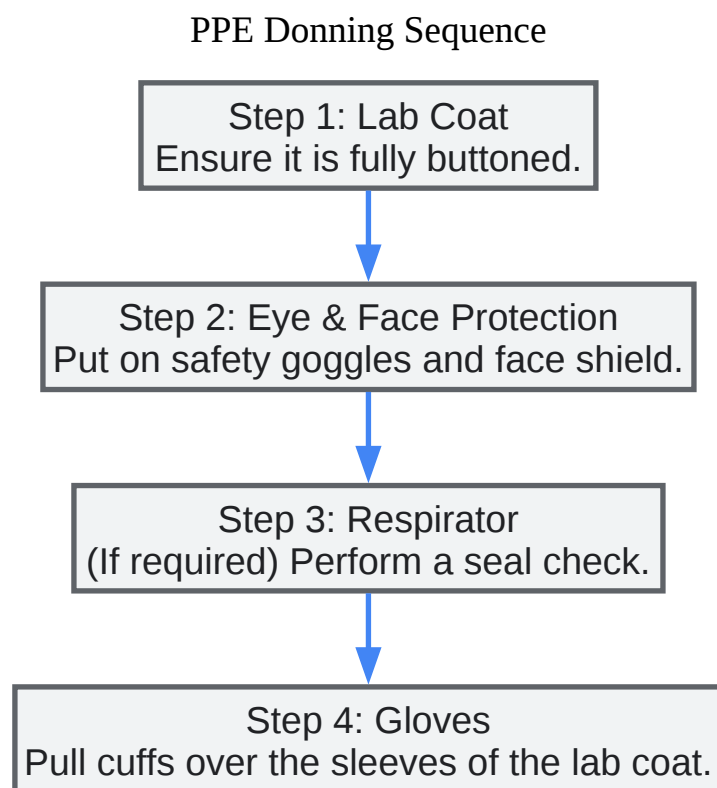 PPE Donning Sequence
Step 1: Lab Coat
Ensure it is fully buttoned.
Step 2: Eye & Face Protection
Put on safety goggles and face shield.
Step 3: Respirator
(If required) Perform a seal check.
Step 4: Gloves
Pull cuffs over the sleeves of the lab coat.